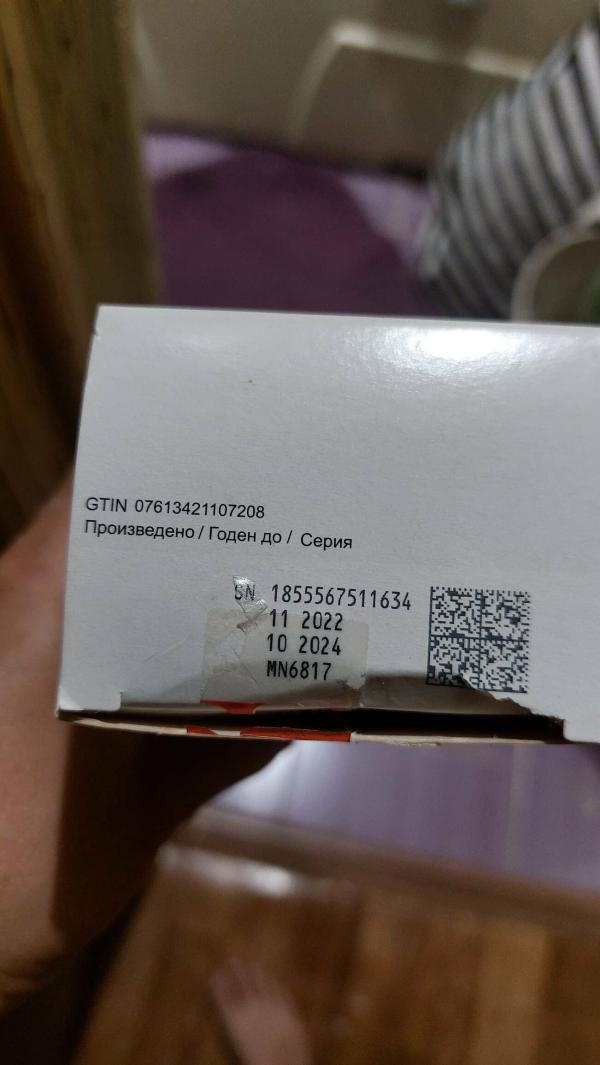 GTIN 07613421107208
Произведено / Годен до / Серия
SN 1855567511634
11 2022
10 2024
MN6817